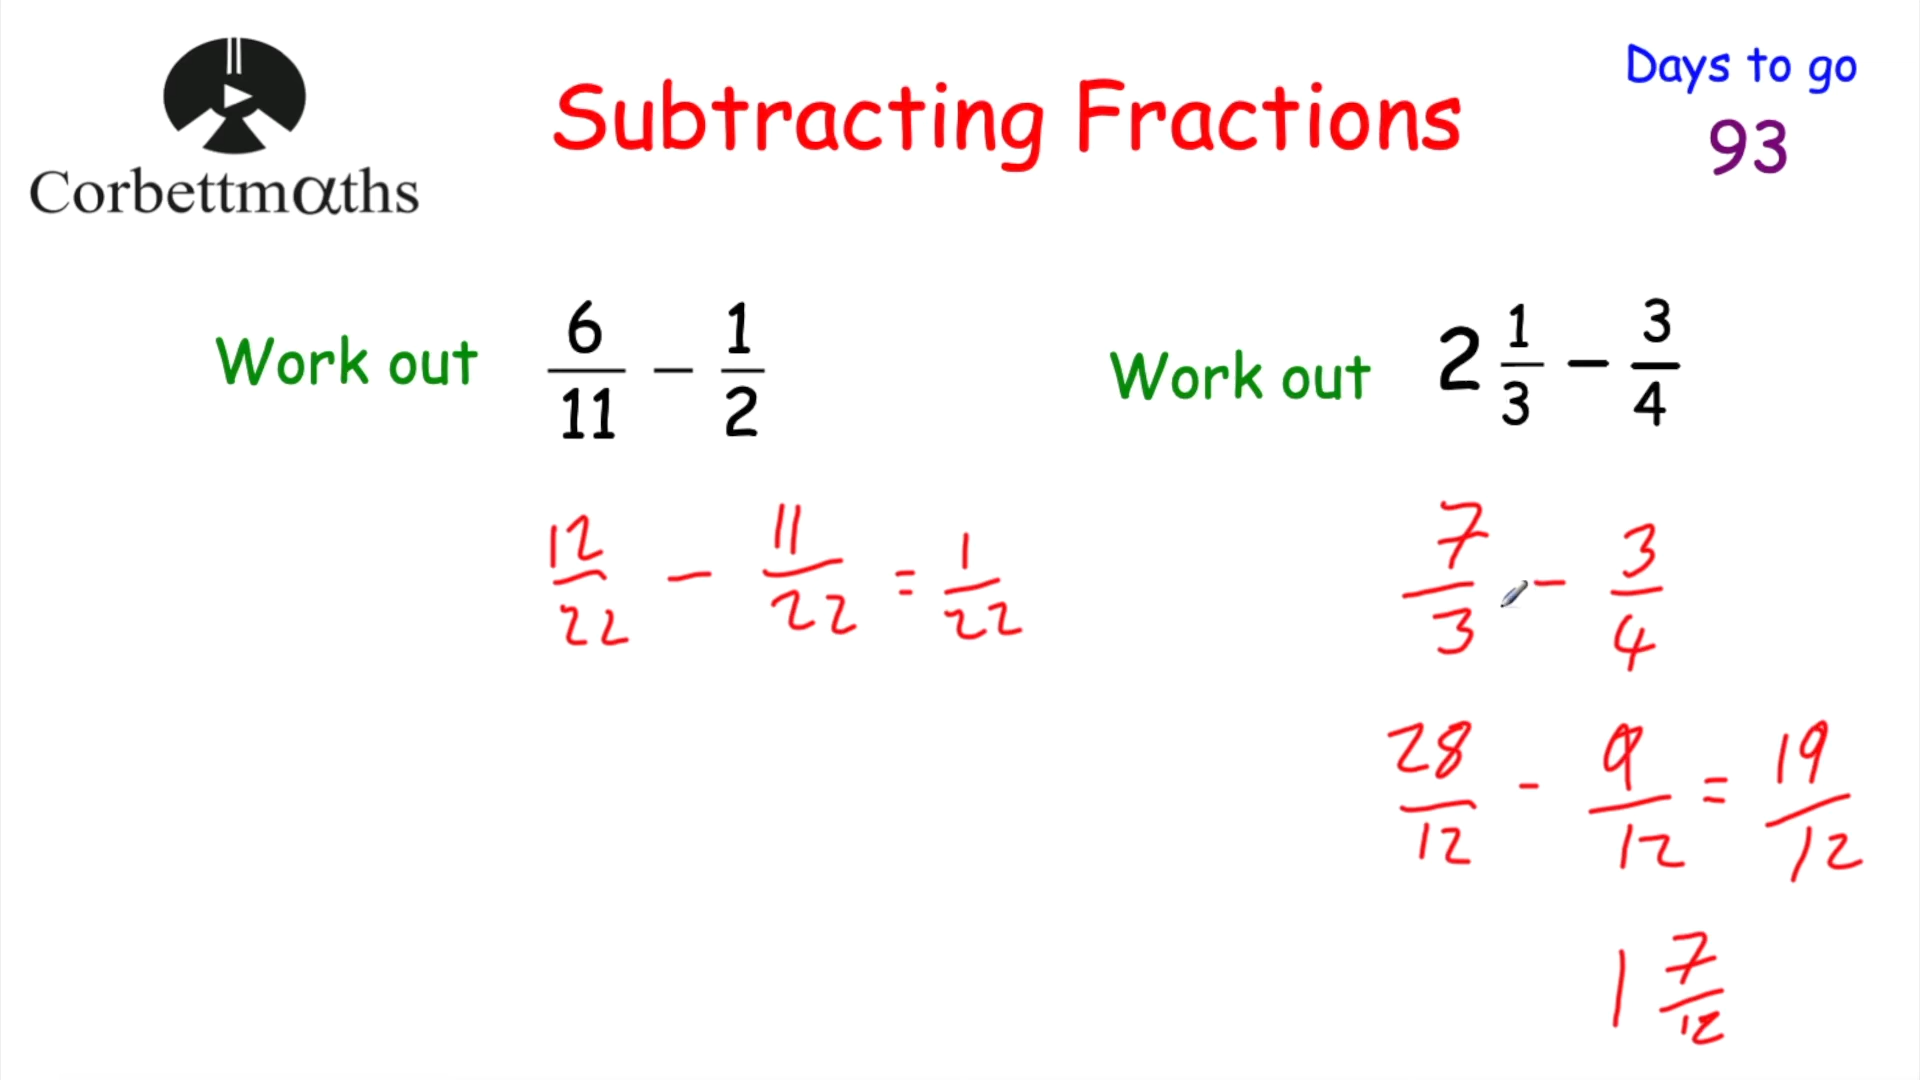 Corbettmαths
Subtracting Fractions
Days to go
93
Work out 6/11 − 1/2
12/22 − 11/22 = 1/22
Work out 2 1/3 − 3/4
7/3 − 3/4
28/12 - 9/12 = 19/12
1 7/12